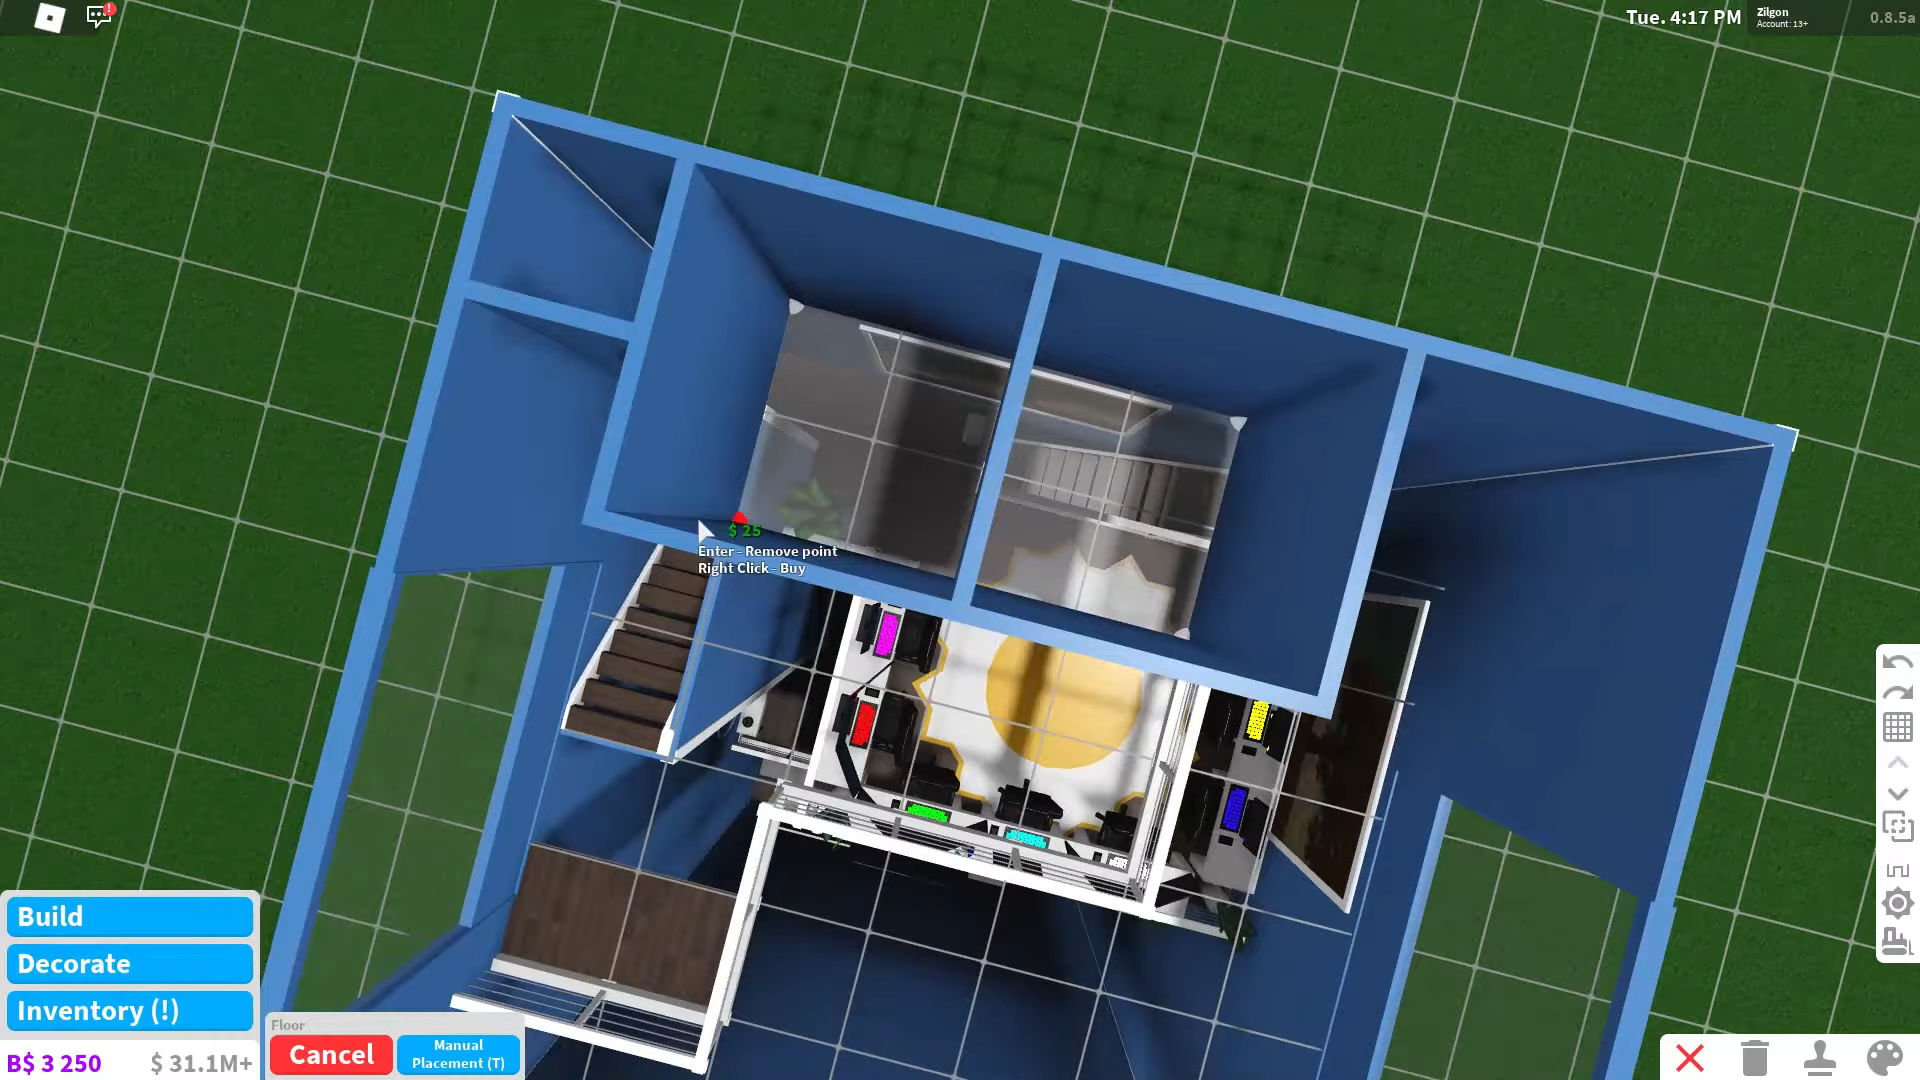 Tue. 4:17 PM
Zilgon
Account: 13+
0.8.5a
$ 25
Enter - Remove point
Right Click - Buy
Build
Decorate
Inventory (!)
B$ 3 250
$ 31.1M+
Floor
Cancel
Manual
Placement (T)